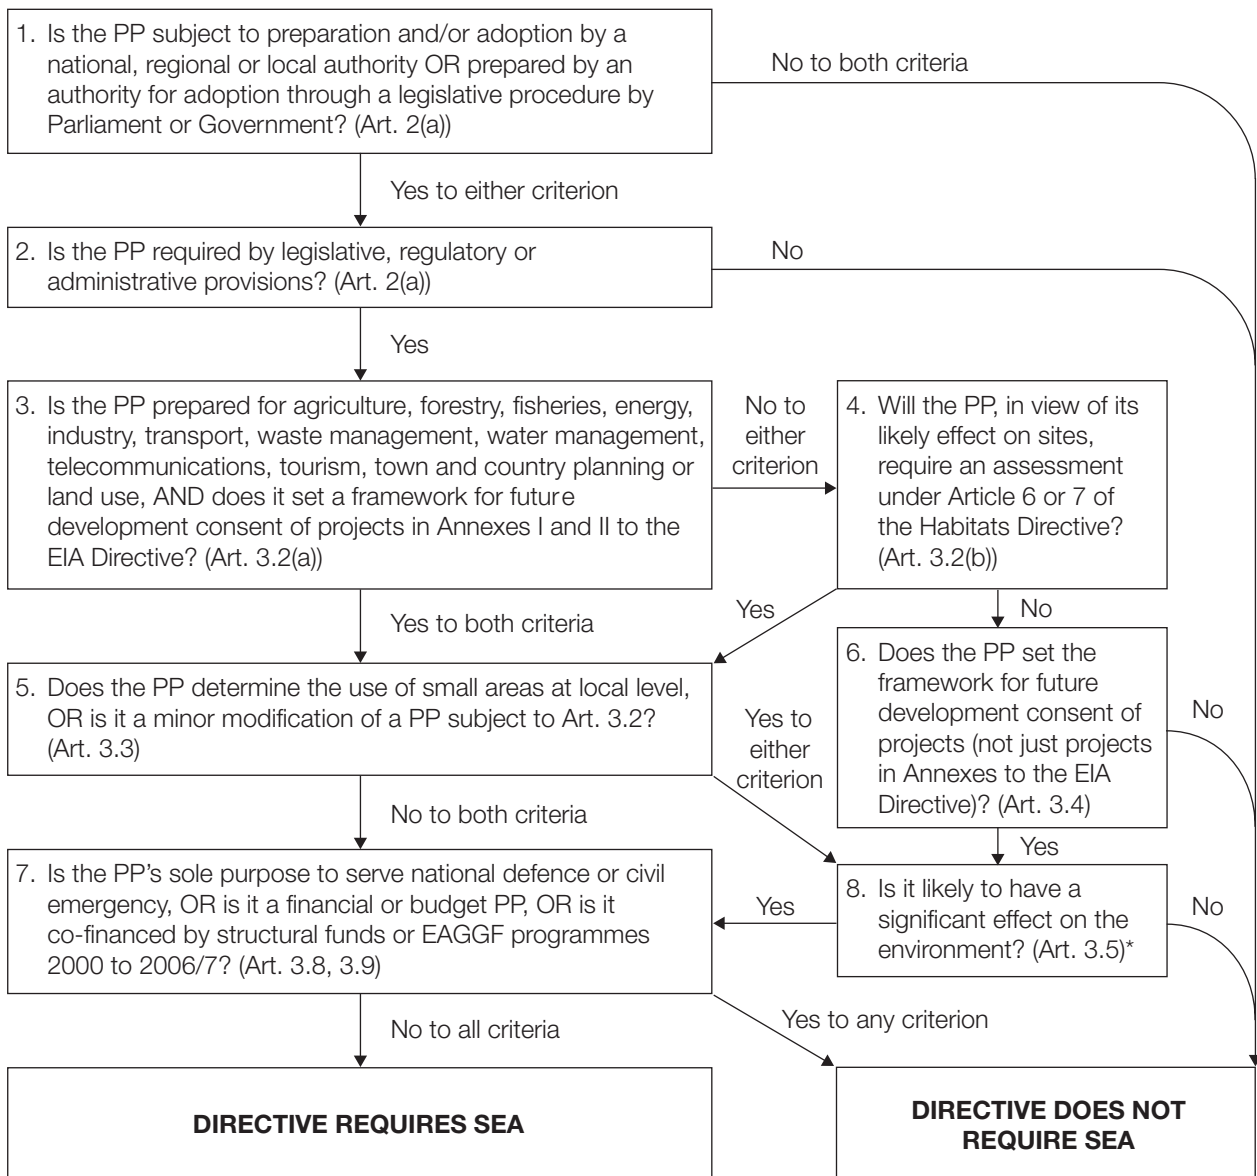 1. Is the PP subject to preparation and/or adoption by a
national, regional or local authority OR prepared by an
authority for adoption through a legislative procedure by
Parliament or Government? (Art. 2(a))
No to both criteria
Yes to either criterion
2. Is the PP required by legislative, regulatory or
administrative provisions? (Art. 2(a))
No
Yes
3. Is the PP prepared for agriculture, forestry, fisheries, energy,
industry, transport, waste management, water management,
telecommunications, tourism, town and country planning or
land use, AND does it set a framework for future
development consent of projects in Annexes I and II to the
EIA Directive? (Art. 3.2(a))
No to
either
criterion
4. Will the PP, in view of its
likely effect on sites,
require an assessment
under Article 6 or 7 of
the Habitats Directive?
(Art. 3.2(b))
Yes to both criteria
Yes
No
5. Does the PP determine the use of small areas at local level,
OR is it a minor modification of a PP subject to Art. 3.2?
(Art. 3.3)
Yes to
either
criterion
6. Does the PP set the
framework for future
development consent of
projects (not just projects
in Annexes to the EIA
Directive)? (Art. 3.4)
No
No to both criteria
Yes
7. Is the PP's sole purpose to serve national defence or civil
emergency, OR is it a financial or budget PP, OR is it
co-financed by structural funds or EAGGF programmes
2000 to 2006/7? (Art. 3.8, 3.9)
Yes
8. Is it likely to have a
significant effect on the
environment? (Art. 3.5)*
No
No to all criteria
Yes to any criterion
DIRECTIVE REQUIRES SEA
DIRECTIVE DOES NOT
REQUIRE SEA